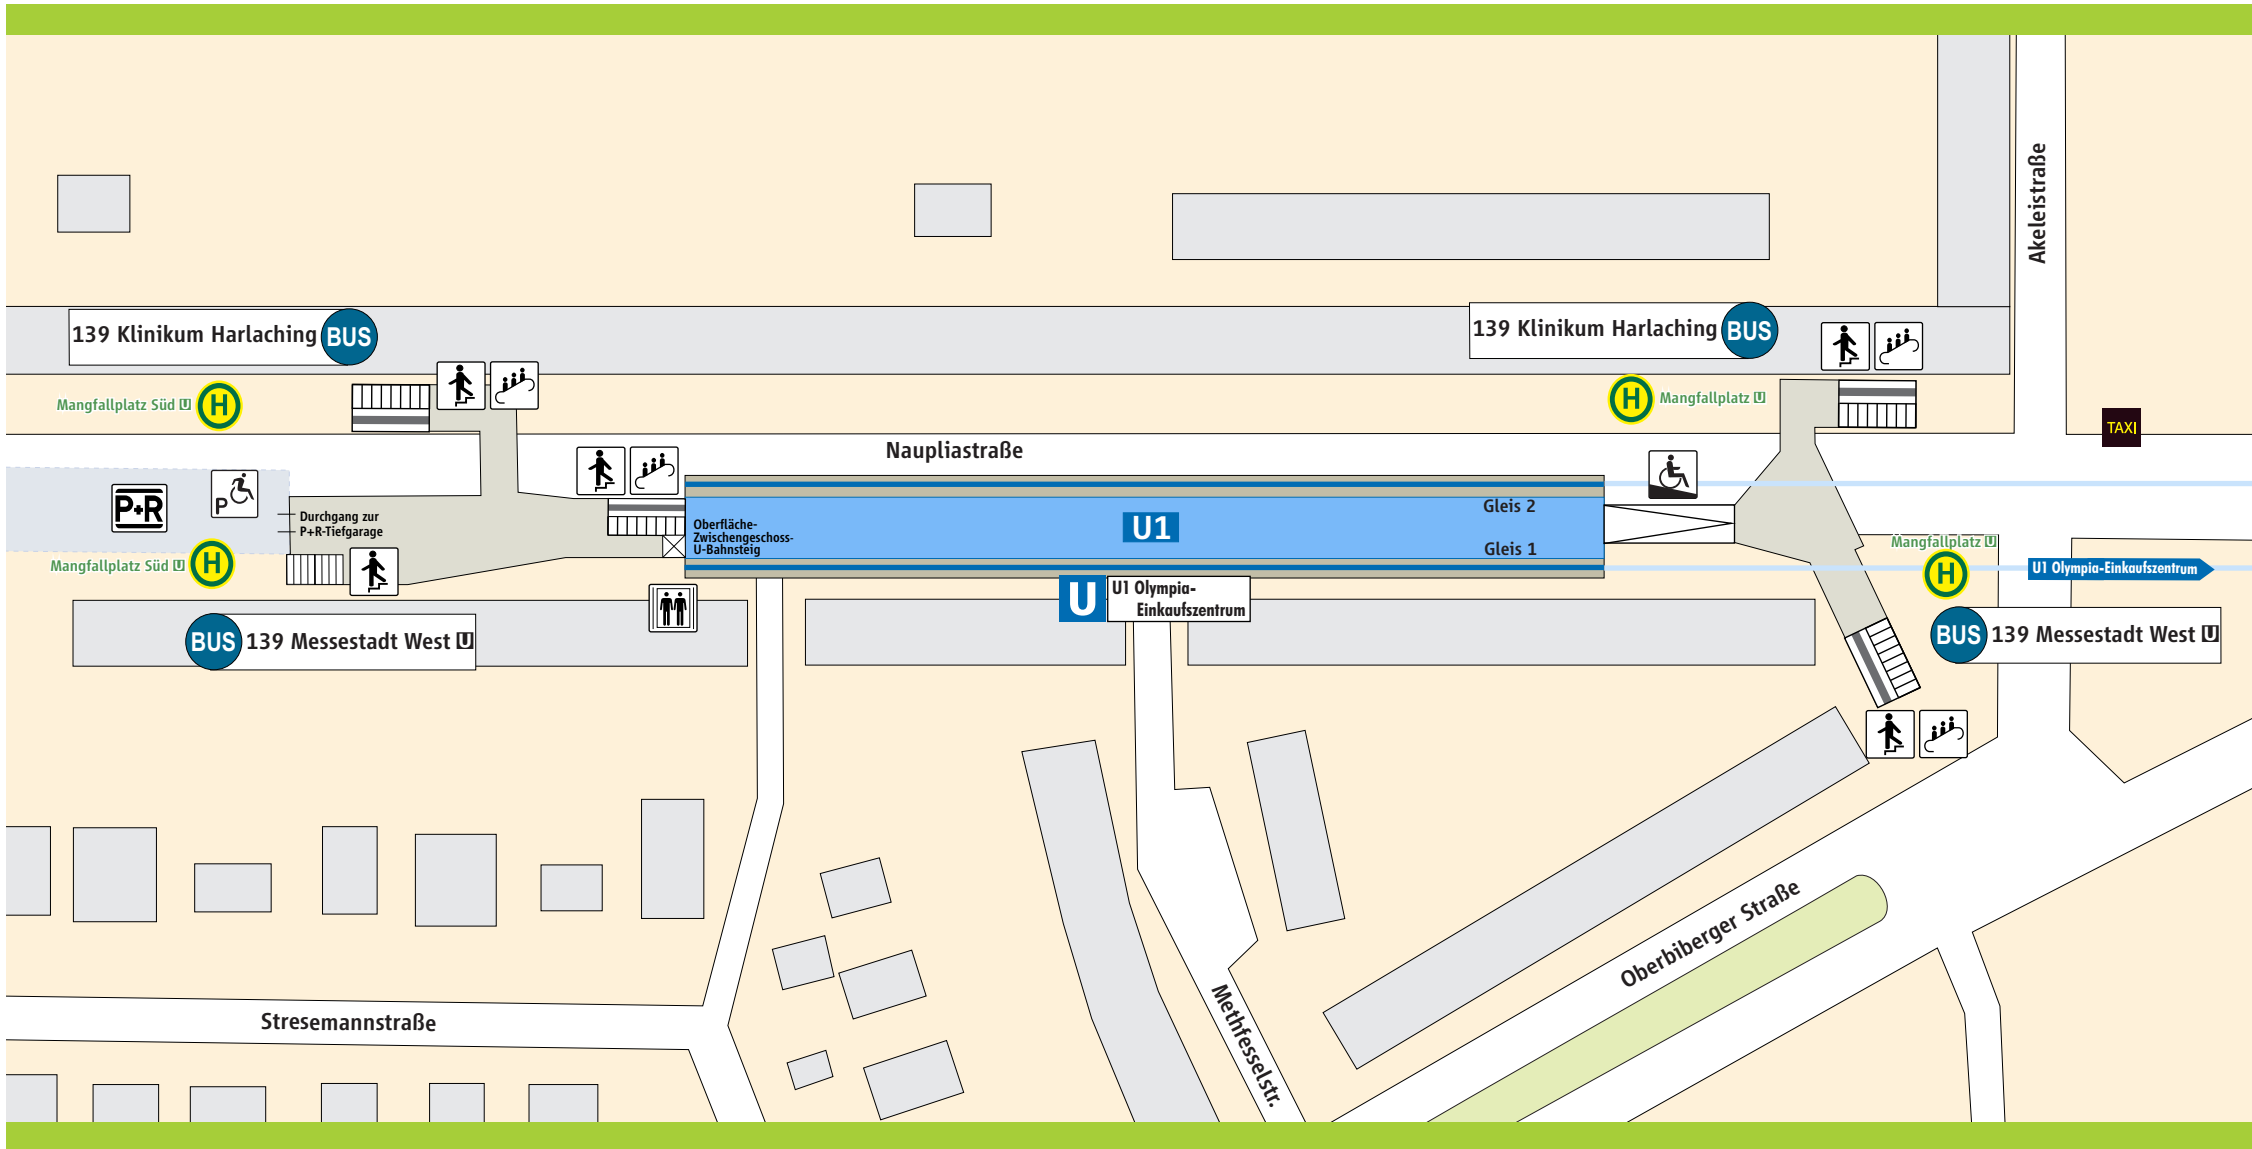 Akeleistraße
139 Klinikum Harlaching BUS
139 Klinikum Harlaching BUS
Mangfallplatz Süd U H
H Mangfallplatz U
TAXI
Naupliastraße
P+R
P
Durchgang zur
P+R-Tiefgarage
Oberfläche-
Zwischengeschoss-
U-Bahnsteig
U1
Gleis 2
Gleis 1
Mangfallplatz Süd U H
Mangfallplatz U
H
U1 Olympia-Einkaufszentrum
U
U1 Olympia-
Einkaufszentrum
BUS 139 Messestadt West U
BUS 139 Messestadt West U
Oberbiberger Straße
Stresemannstraße
Methfesselstr.